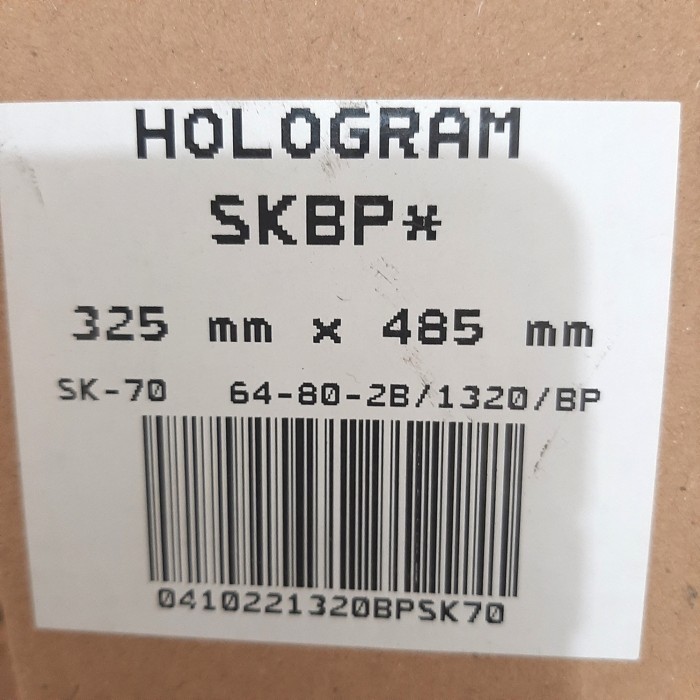 HOLOGRAM
SKBP*
325 mm x 485 mm
SK-70 64-80-2B/1320/BP
0410221320BPSK70